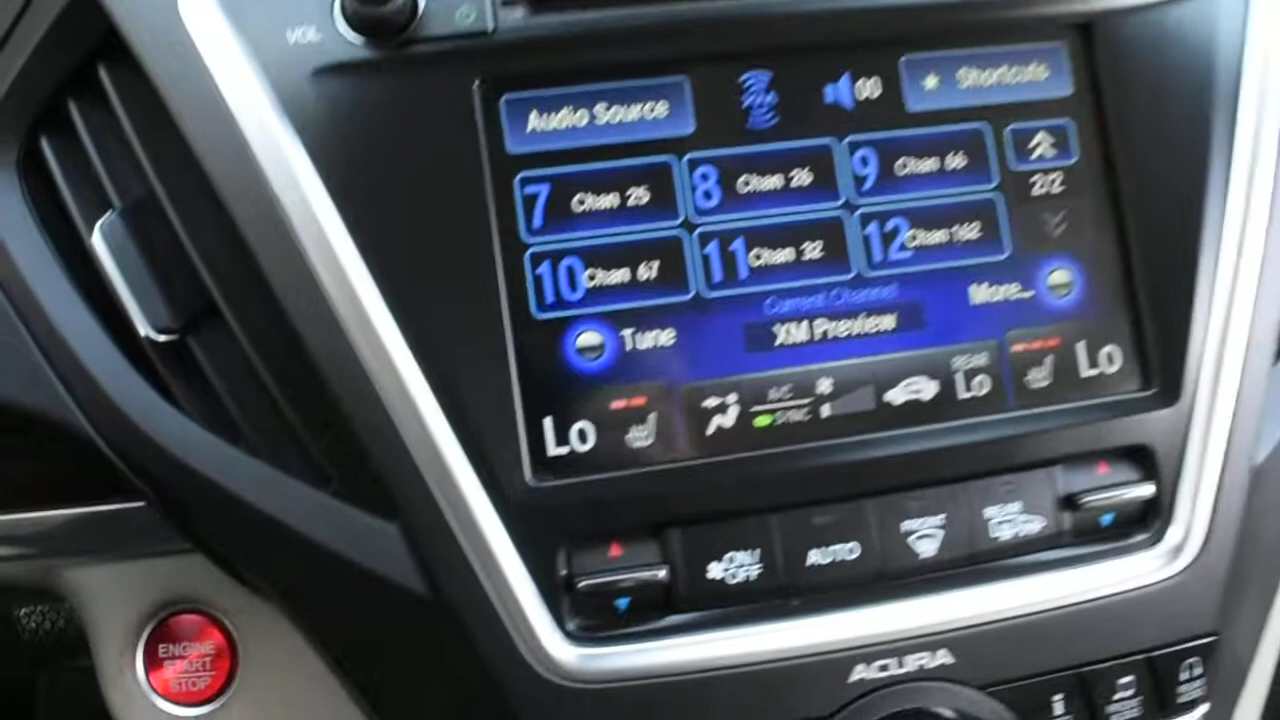 VOL
Audio Source
00
★ Shortcuts
7 Chan 25
8 Chan 26
9 Chan 66
2/2
10 Chan 67
11 Chan 32
12 Chan 162
Current Channel
More...
Tune
XM Preview
Lo
A/C
SYNC
REAR
Lo
Lo
ON/
OFF
AUTO
FRONT
REAR
ENGINE
START
STOP
ACURA
i